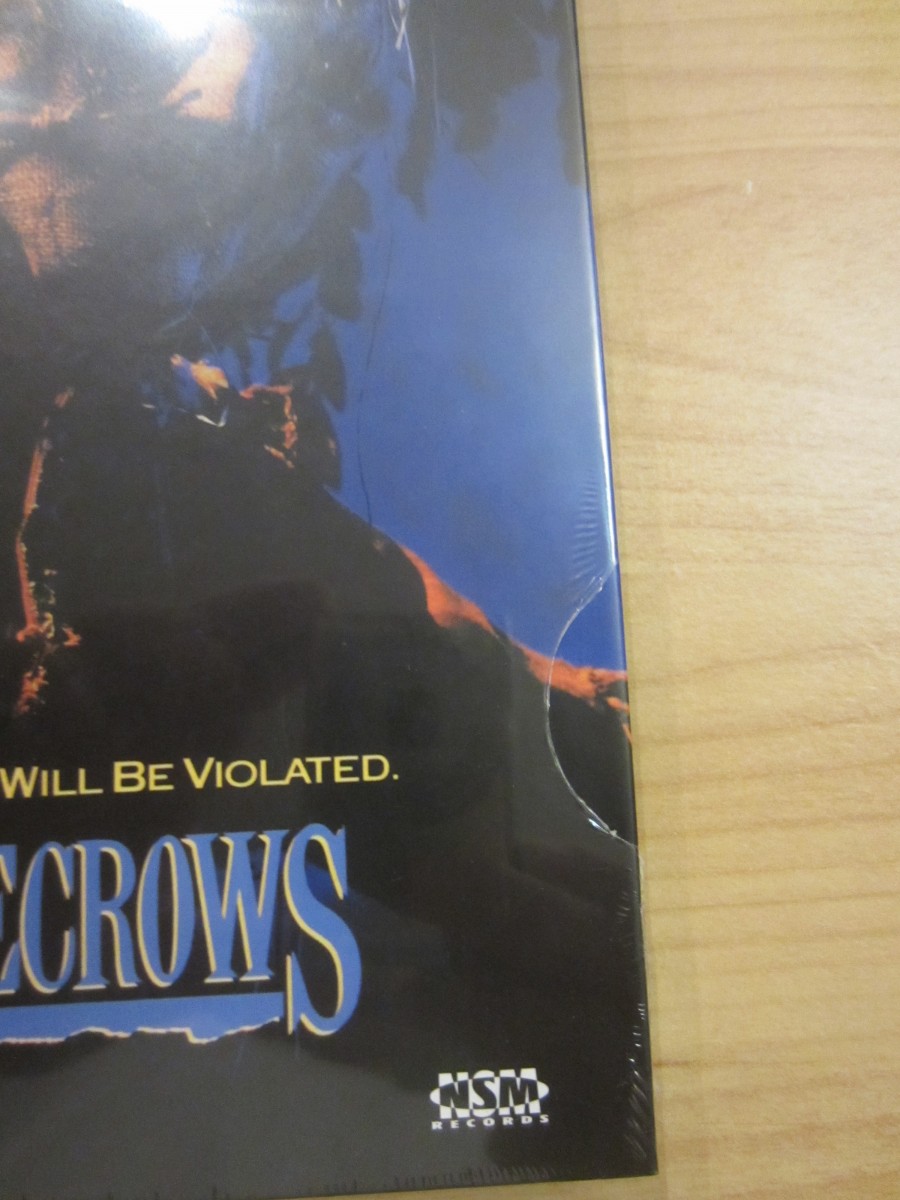 WILL BE VIOLATED.
ECROWS
NSM
RECORDS